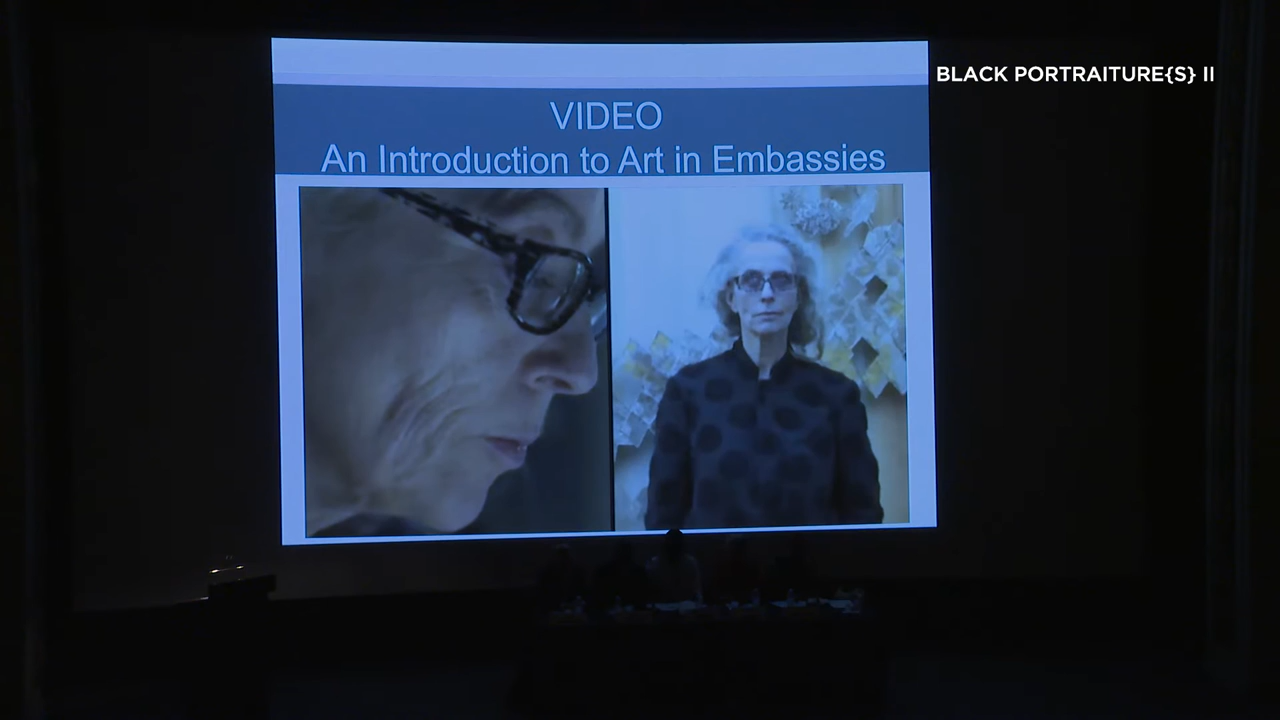 BLACK PORTRAITURE{S} II
VIDEO
An Introduction to Art in Embassies